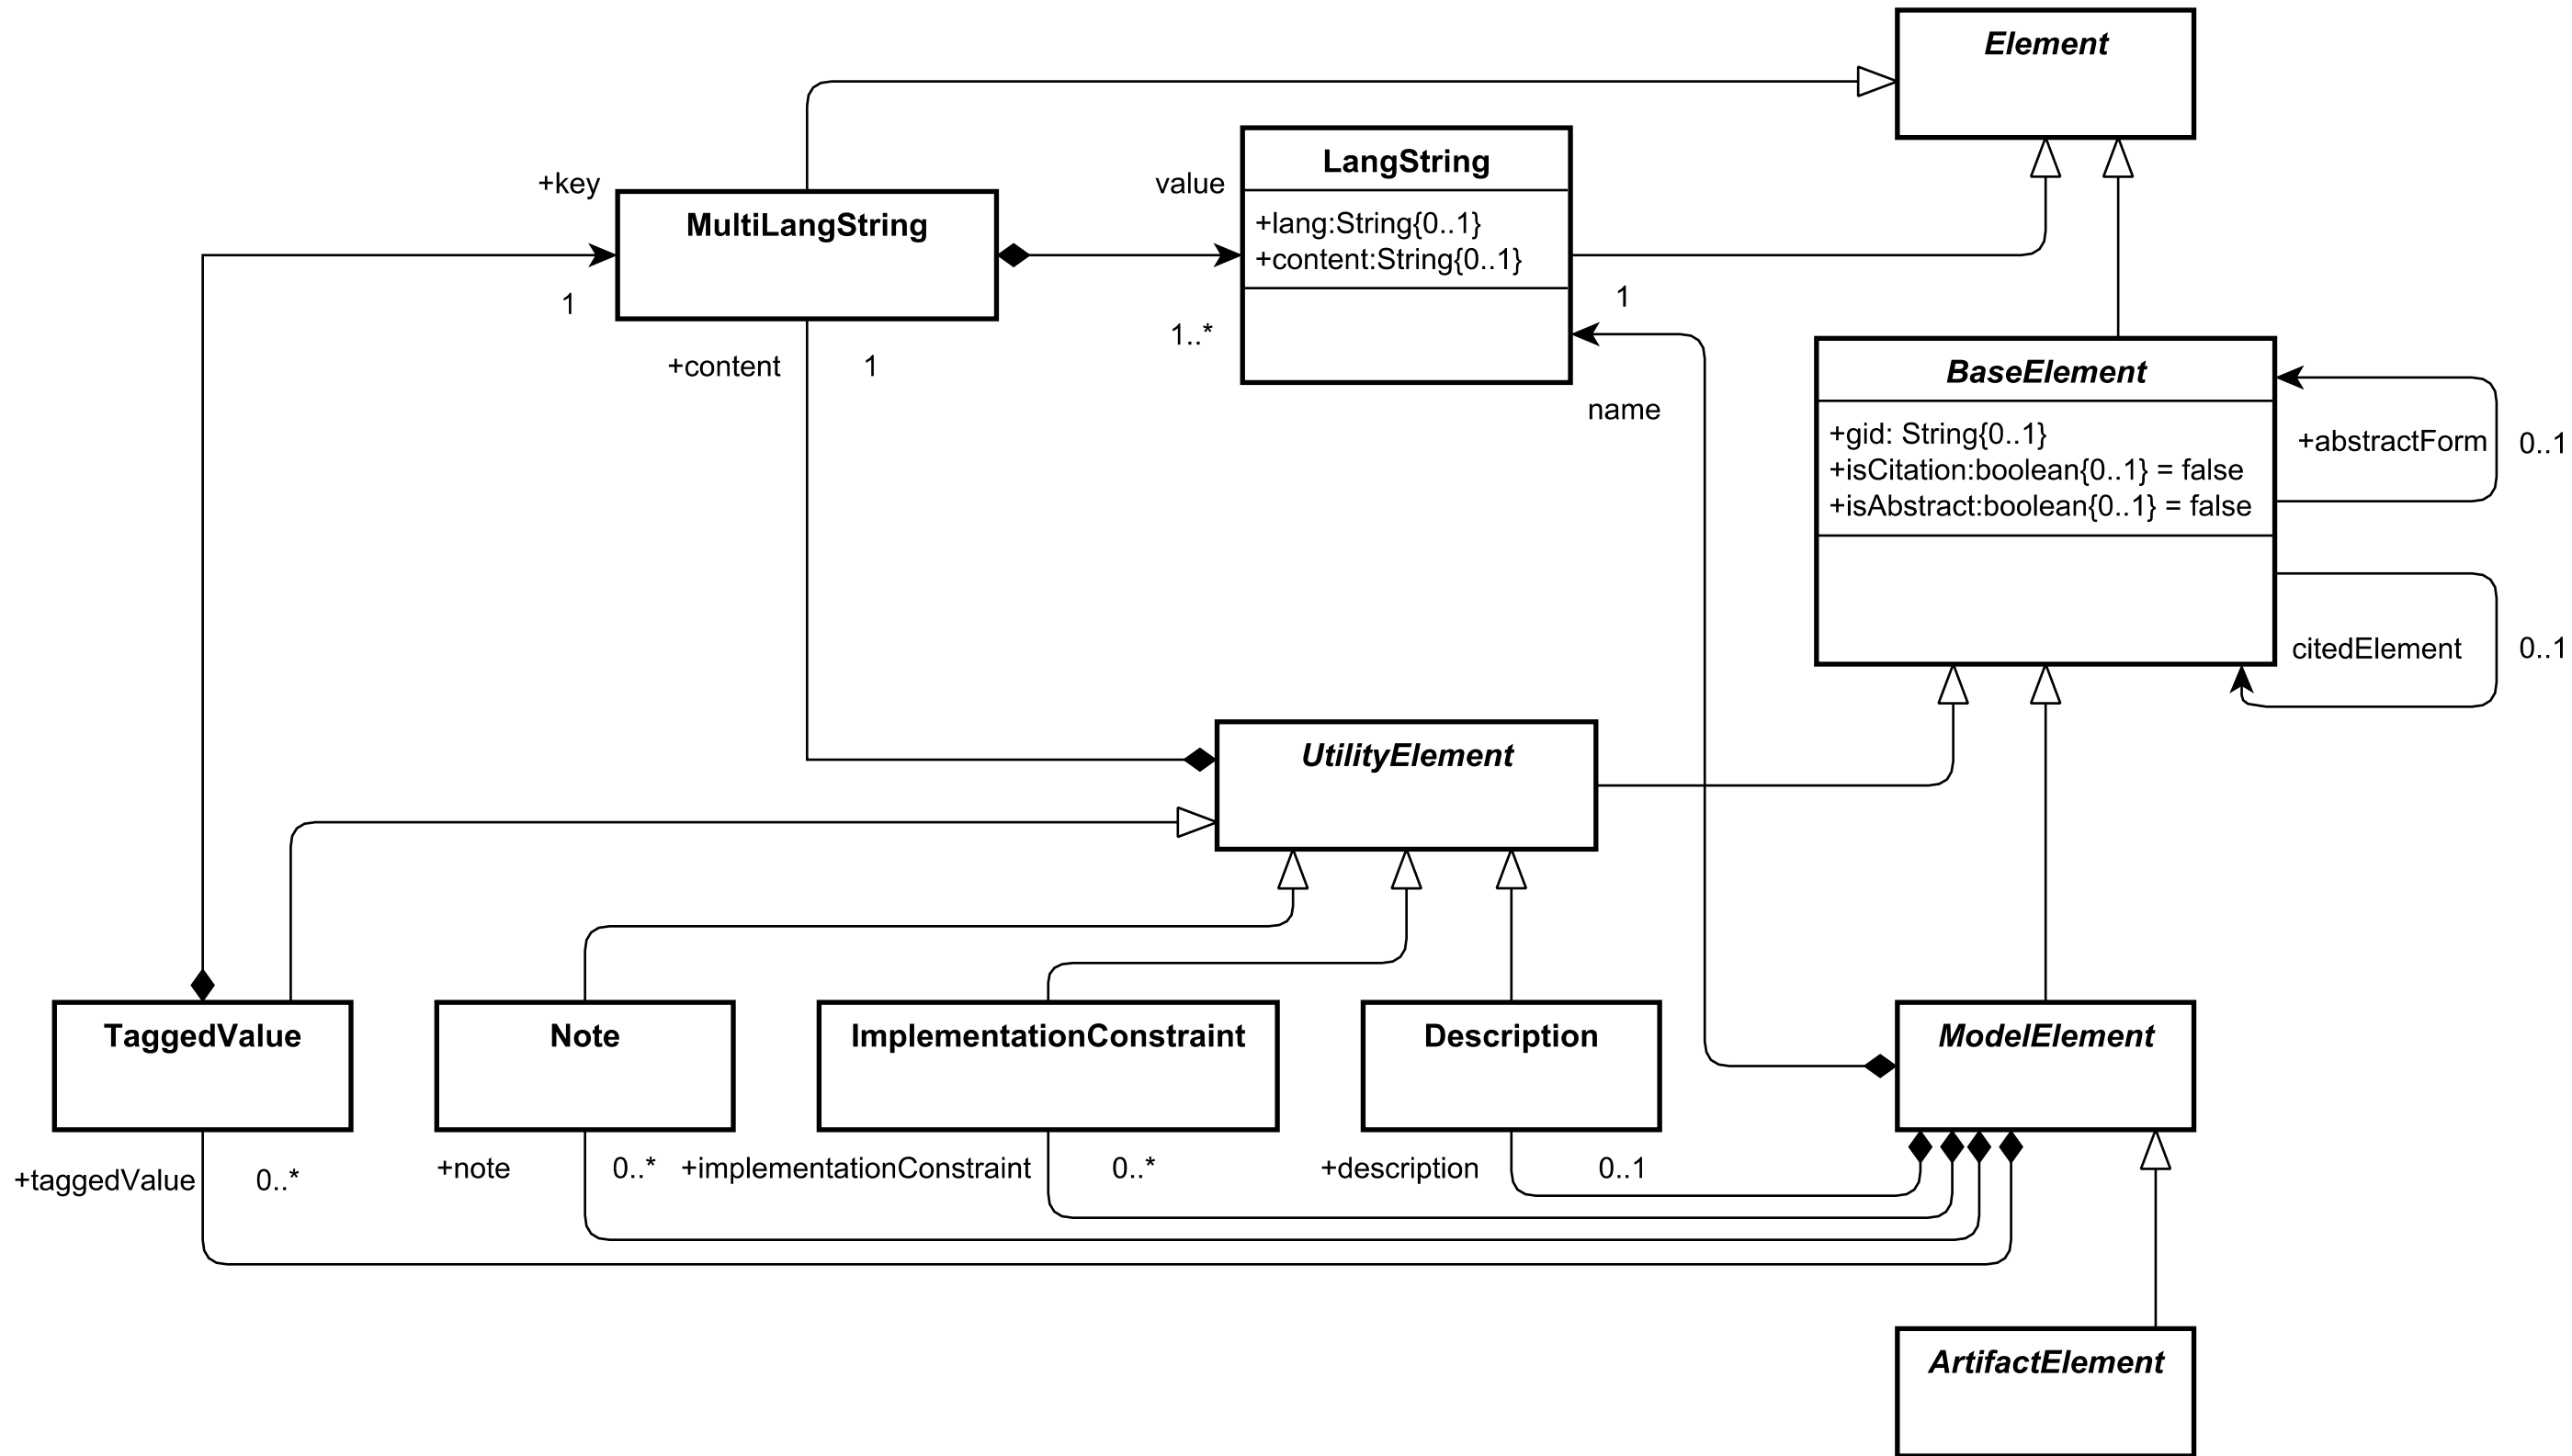 Element
+key
value
LangString
MultiLangString
+lang:String{0..1}
+content:String{0..1}
1
1..*
1
+content
1
name
BaseElement
+gid: String{0..1}
+isCitation:boolean{0..1} = false
+isAbstract:boolean{0..1} = false
+abstractForm
0..1
citedElement
0..1
UtilityElement
TaggedValue
Note
ImplementationConstraint
Description
ModelElement
+taggedValue
0..*
+note
0..*
+implementationConstraint
0..*
+description
0..1
ArtifactElement